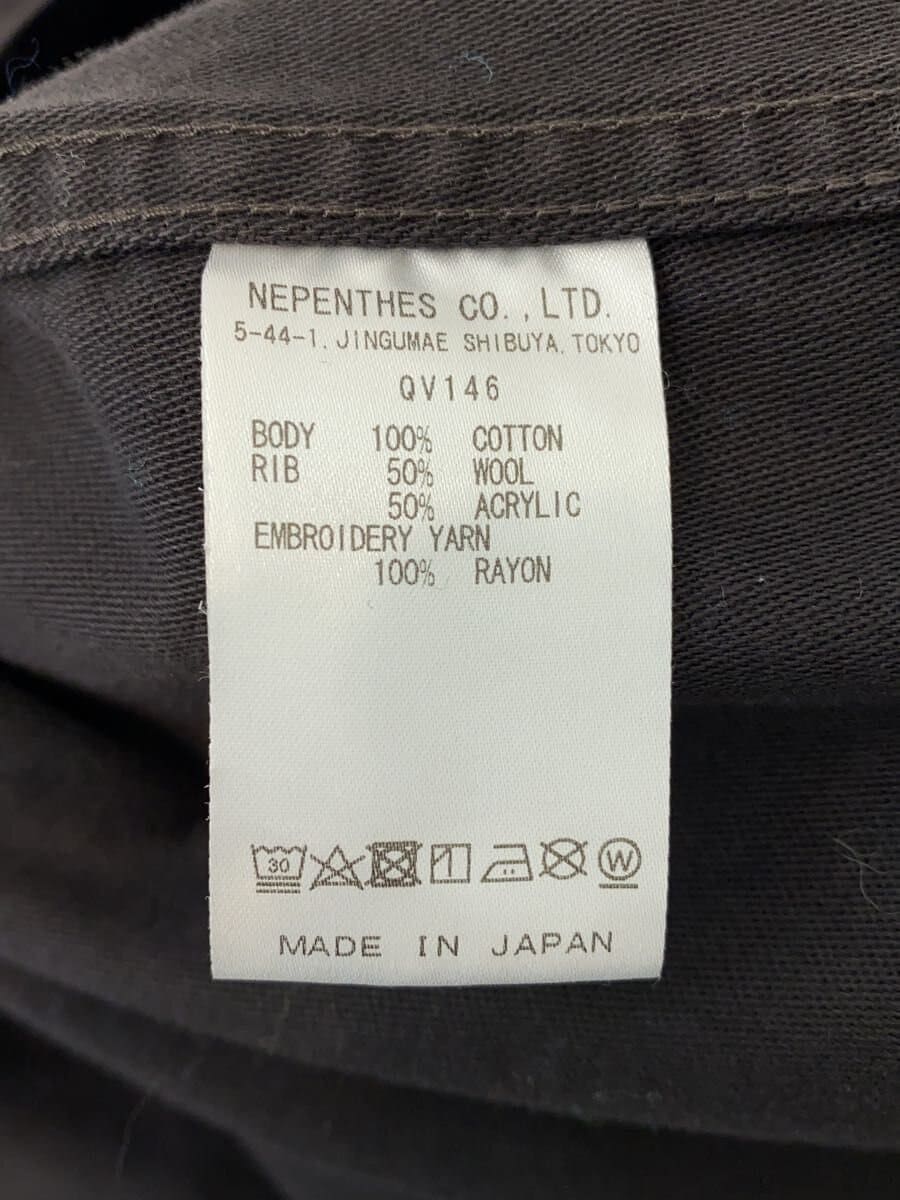 NEPENTHES CO.,LTD.
5-44-1. JINGUMAE SHIBUYA. TOKYO
QV146
BODY 100% COTTON
RIB 50% WOOL
50% ACRYLIC
EMBROIDERY YARN
100% RAYON
30 W
MADE IN JAPAN